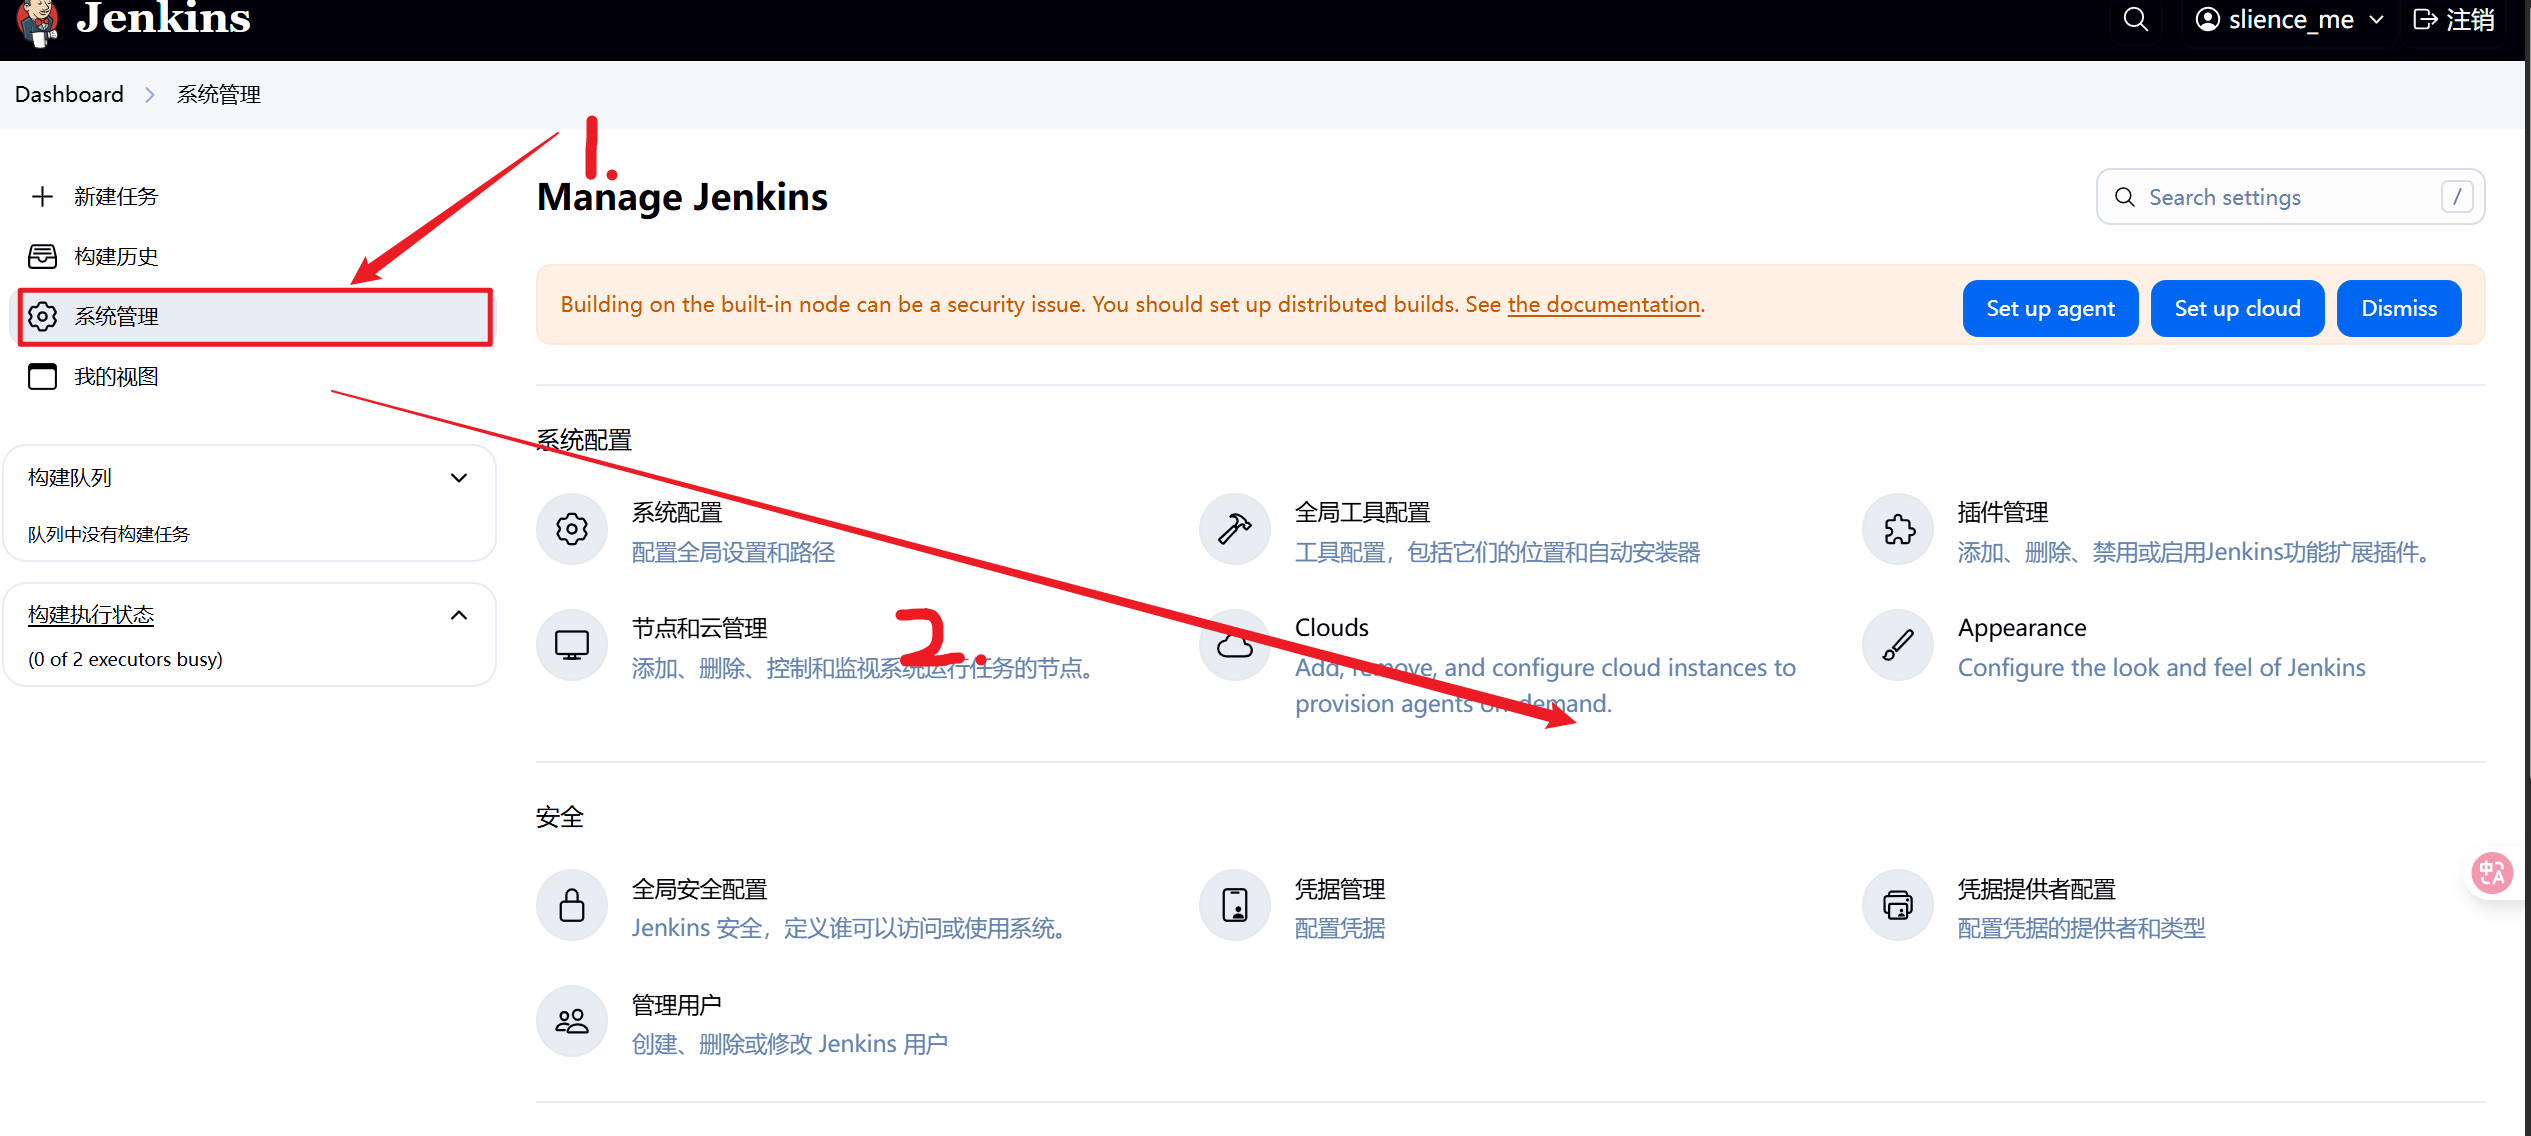 Jenkins
slience_me
注销
Dashboard
系统管理
1.
新建任务
构建历史
系统管理
我的视图
构建队列
队列中没有构建任务
构建执行状态
(0 of 2 executors busy)
Manage Jenkins
Search settings
/
Building on the built-in node can be a security issue. You should set up distributed builds. See the documentation.
Set up agent
Set up cloud
Dismiss
系统配置
系统配置
配置全局设置和路径
全局工具配置
工具配置，包括它们的位置和自动安装器
插件管理
添加、删除、禁用或启用Jenkins功能扩展插件。
节点和云管理
添加、删除、控制和监视系统运行任务的节点。
2.
Clouds
Add, remove, and configure cloud instances to
provision agents on demand.
Appearance
Configure the look and feel of Jenkins
安全
全局安全配置
Jenkins 安全，定义谁可以访问或使用系统。
凭据管理
配置凭据
凭据提供者配置
配置凭据的提供者和类型
管理用户
创建、删除或修改 Jenkins 用户
中
A